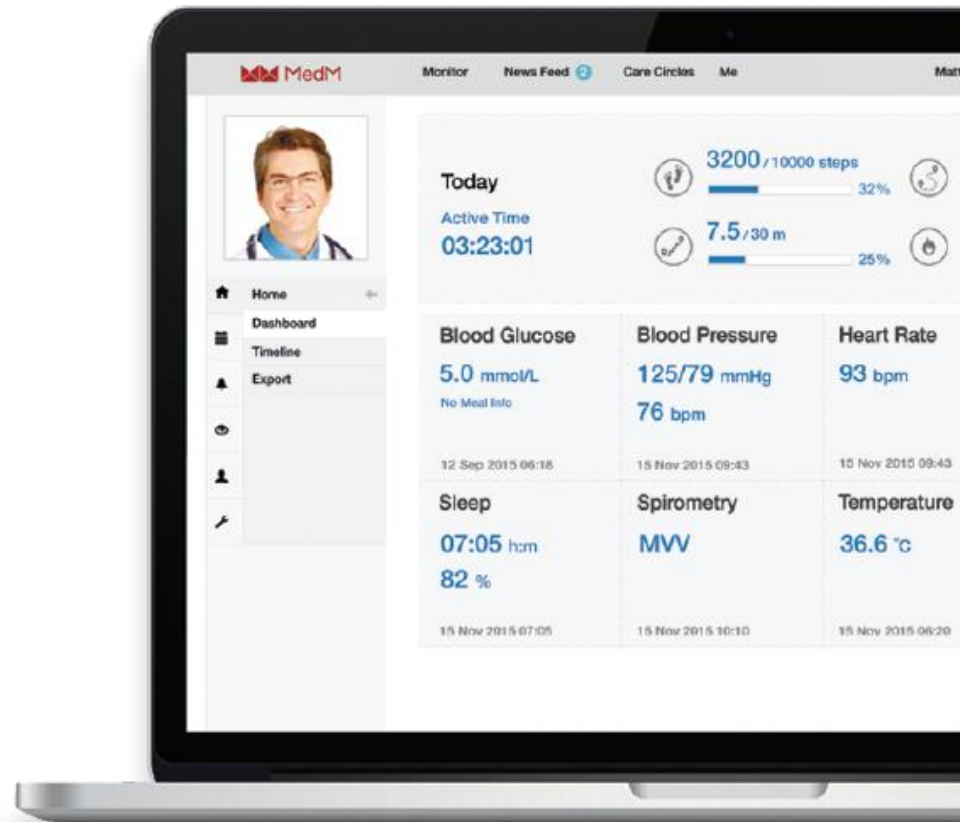 MedM
Monitor News Feed 2 Care Circles Me Matt
Today
Active Time
03:23:01
3200/10000 steps
32%
7.5/30 m
25%
Home
Dashboard
Timeline
Export
Blood Glucose
5.0 mmol/L
No Meal Info
12 Sep 2015 06:18
Blood Pressure
125/79 mmHg
76 bpm
15 Nov 2015 09:43
Heart Rate
93 bpm
15 Nov 2015 09:43
Sleep
07:05 h:m
82 %
15 Nov 2015 07:05
Spirometry
MVV
15 Nov 2015 10:10
Temperature
36.6 °C
15 Nov 2015 06:20